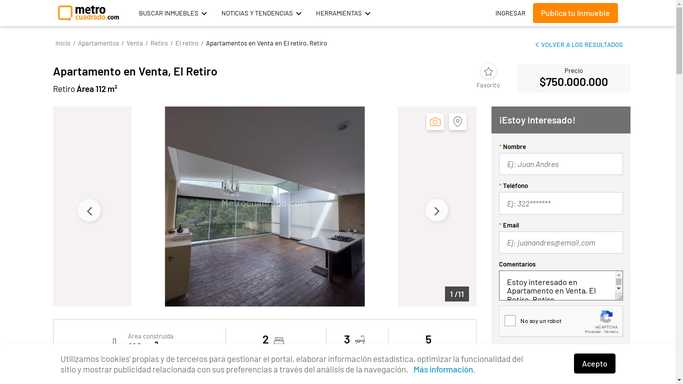 metro
cuadrado.com
BUSCAR INMUEBLES
NOTICIAS Y TENDENCIAS
HERRAMIENTAS
INGRESAR
Publica tu Inmueble
Inicio / Apartamentos / Venta / Retiro / El retiro / Apartamentos en Venta en El retiro, Retiro
VOLVER A LOS RESULTADOS
Apartamento en Venta, El Retiro
Retiro Área 112 m²
Favorito
Precio
$750.000.000
Metrocuadrado.com
1 /11
¡Estoy Interesado!
* Nombre
Ej: Juan Andres
* Teléfono
Ej: 322*******
* Email
Ej: juanandres@email.com
Comentarios
Estoy interesado en
Apartamento en Venta, El
Retiro, Retiro
No soy un robot
reCAPTCHA
Privacidad - Términos
Área construida
2
3
5
Utilizamos 'cookies' propias y de terceros para gestionar el portal, elaborar información estadística, optimizar la funcionalidad del
sitio y mostrar publicidad relacionada con sus preferencias a través del análisis de la navegación. Más información.
Acepto